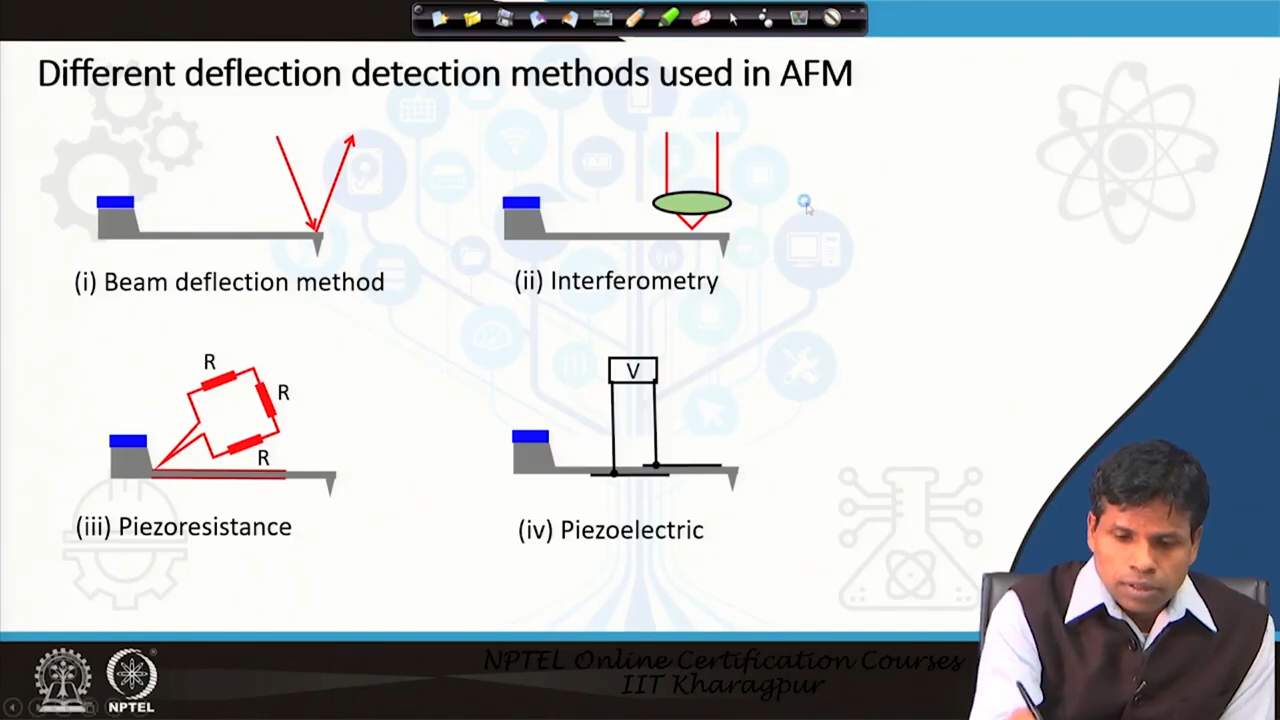 Different deflection detection methods used in AFM
(i) Beam deflection method
(ii) Interferometry
R
R
R
V
(iii) Piezoresistance
(iv) Piezoelectric
NPTEL Online Certification Courses
IIT Kharagpur
NPTEL